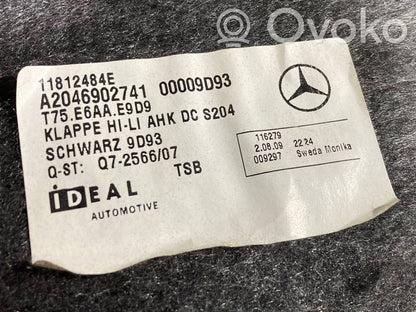 Ovoko
11812484E
A2046902741 00009D93
T75.E6AA.E9D9
KLAPPE HI-LI AHK DC S204
SCHWARZ 9D93
Q-ST: Q7-2566/07 TSB
iDEAL
AUTOMOTIVE
116279
2.08.09 22:24
009297 Sweda Monika